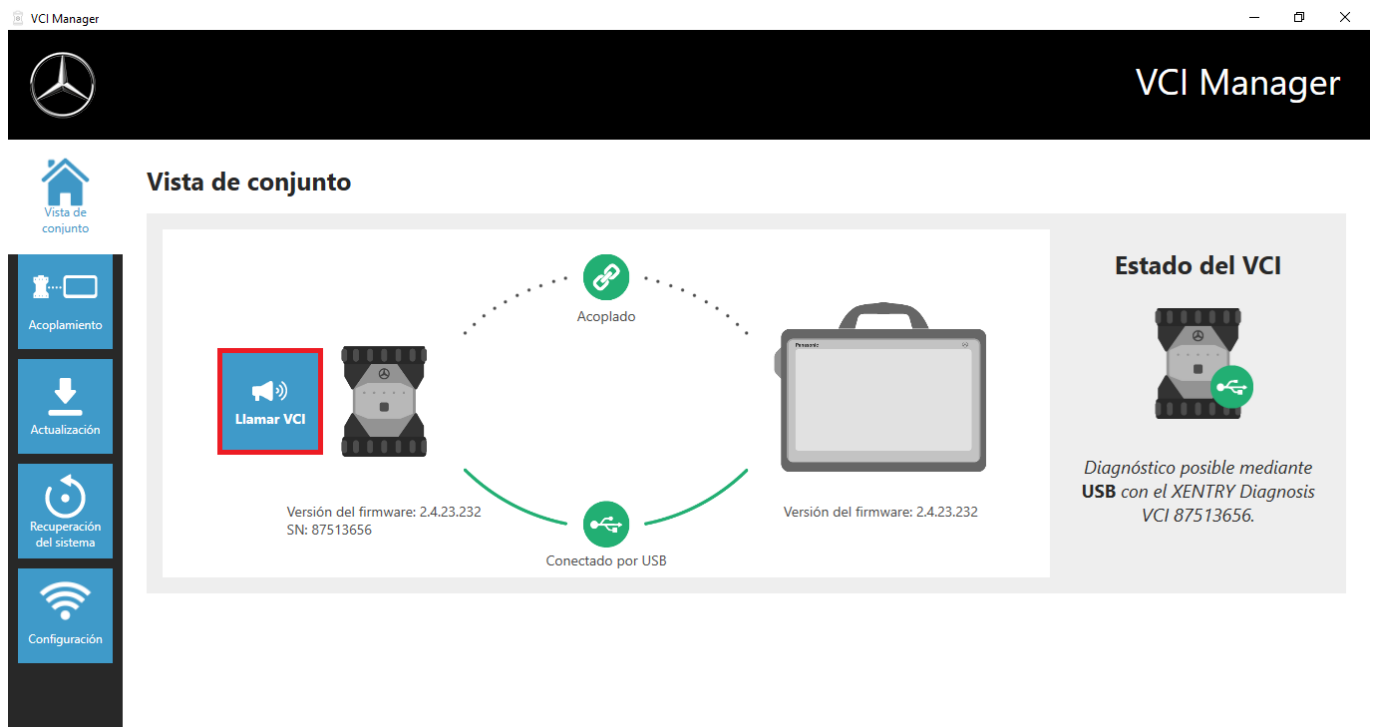 VCI Manager
VCI Manager
Vista de
conjunto
Acoplamiento
Actualización
Recuperación
del sistema
Configuración
Vista de conjunto
Acoplado
Llamar VCI
Panasonic
Versión del firmware: 2.4.23.232
SN: 87513656
Versión del firmware: 2.4.23.232
Conectado por USB
Estado del VCI
Diagnóstico posible mediante
USB con el XENTRY Diagnosis
VCI 87513656.